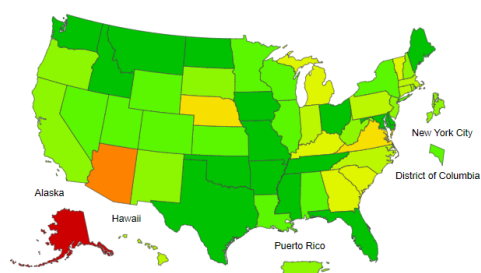 New York City
District of Columbia
Alaska
Hawaii
Puerto Rico